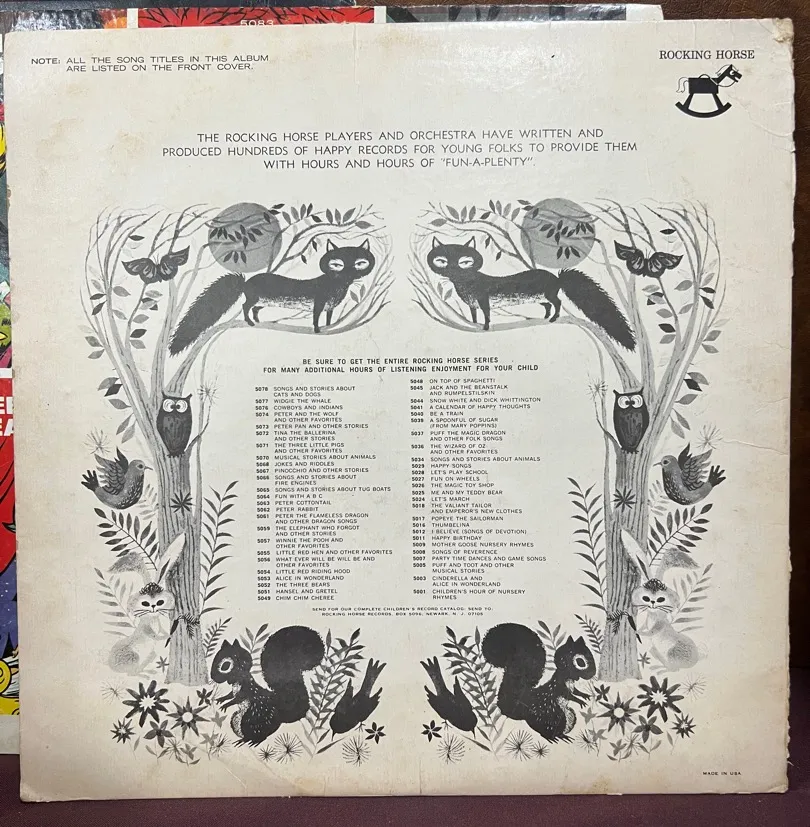 5083
NOTE: ALL THE SONG TITLES IN THIS ALBUM
ARE LISTED ON THE FRONT COVER.
ROCKING HORSE
THE ROCKING HORSE PLAYERS AND ORCHESTRA HAVE WRITTEN AND
PRODUCED HUNDREDS OF HAPPY RECORDS FOR YOUNG FOLKS TO PROVIDE THEM
WITH HOURS AND HOURS OF "FUN-A-PLENTY".
BE SURE TO GET THE ENTIRE ROCKING HORSE SERIES
FOR MANY ADDITIONAL HOURS OF LISTENING ENJOYMENT FOR YOUR CHILD
5078 SONGS AND STORIES ABOUT
CATS AND DOGS
5077 WIDGIE THE WHALE
5076 COWBOYS AND INDIANS
5074 PETER AND THE WOLF
AND OTHER FAVORITES
5073 PETER PAN AND OTHER STORIES
5072 TINA THE BALLERINA
AND OTHER STORIES
5071 THE THREE LITTLE PIGS
AND OTHER FAVORITES
5070 MUSICAL STORIES ABOUT ANIMALS
5068 JOKES AND RIDDLES
5067 PINOCCHIO AND OTHER STORIES
5066 SONGS AND STORIES ABOUT
FIRE ENGINES
5065 SONGS AND STORIES ABOUT TUG BOATS
5064 FUN WITH A B C
5063 PETER COTTONTAIL
5062 PETER RABBIT
5061 PETER THE FLAMELESS DRAGON
AND OTHER DRAGON SONGS
5059 THE ELEPHANT WHO FORGOT
AND OTHER STORIES
5057 WINNIE THE POOH AND
OTHER FAVORITES
5055 LITTLE RED HEN AND OTHER FAVORITES
5056 WHAT EVER WILL BE WILL BE AND
OTHER FAVORITES
5054 LITTLE RED RIDING HOOD
5053 ALICE IN WONDERLAND
5052 THE THREE BEARS
5051 HANSEL AND GRETEL
5049 CHIM CHIM CHEREE
5048 ON TOP OF SPAGHETTI
5045 JACK AND THE BEANSTALK
AND RUMPELSTILSKIN
5044 SNOW WHITE AND DICK WHITTINGTON
5041 A CALENDAR OF HAPPY THOUGHTS
5040 BE A TRAIN
5038 A SPOONFUL OF SUGAR
(FROM MARY POPPINS)
5037 PUFF THE MAGIC DRAGON
AND OTHER FOLK SONGS
5036 THE WIZARD OF OZ
AND OTHER FAVORITES
5034 SONGS AND STORIES ABOUT ANIMALS
5029 HAPPY SONGS
5028 LET'S PLAY SCHOOL
5027 FUN ON WHEELS
5026 THE MAGIC TOY SHOP
5025 ME AND MY TEDDY BEAR
5024 LET'S MARCH
5018 THE VALIANT TAILOR
AND EMPEROR'S NEW CLOTHES
5017 POPEYE THE SAILORMAN
5016 THUMBELINA
5012 I BELIEVE (SONGS OF DEVOTION)
5011 HAPPY BIRTHDAY
5009 MOTHER GOOSE NURSERY RHYMES
5008 SONGS OF REVERENCE
5007 PARTY TIME DANCES AND GAME SONGS
5005 PUFF AND TOOT AND OTHER
MUSICAL STORIES
5003 CINDERELLA AND
ALICE IN WONDERLAND
5001 CHILDREN'S HOUR OF NURSERY
RHYMES
SEND FOR OUR COMPLETE CHILDREN'S RECORD CATALOG. SEND TO:
ROCKING HORSE RECORDS, BOX 5096, NEWARK, N. J. 07105
MADE IN USA